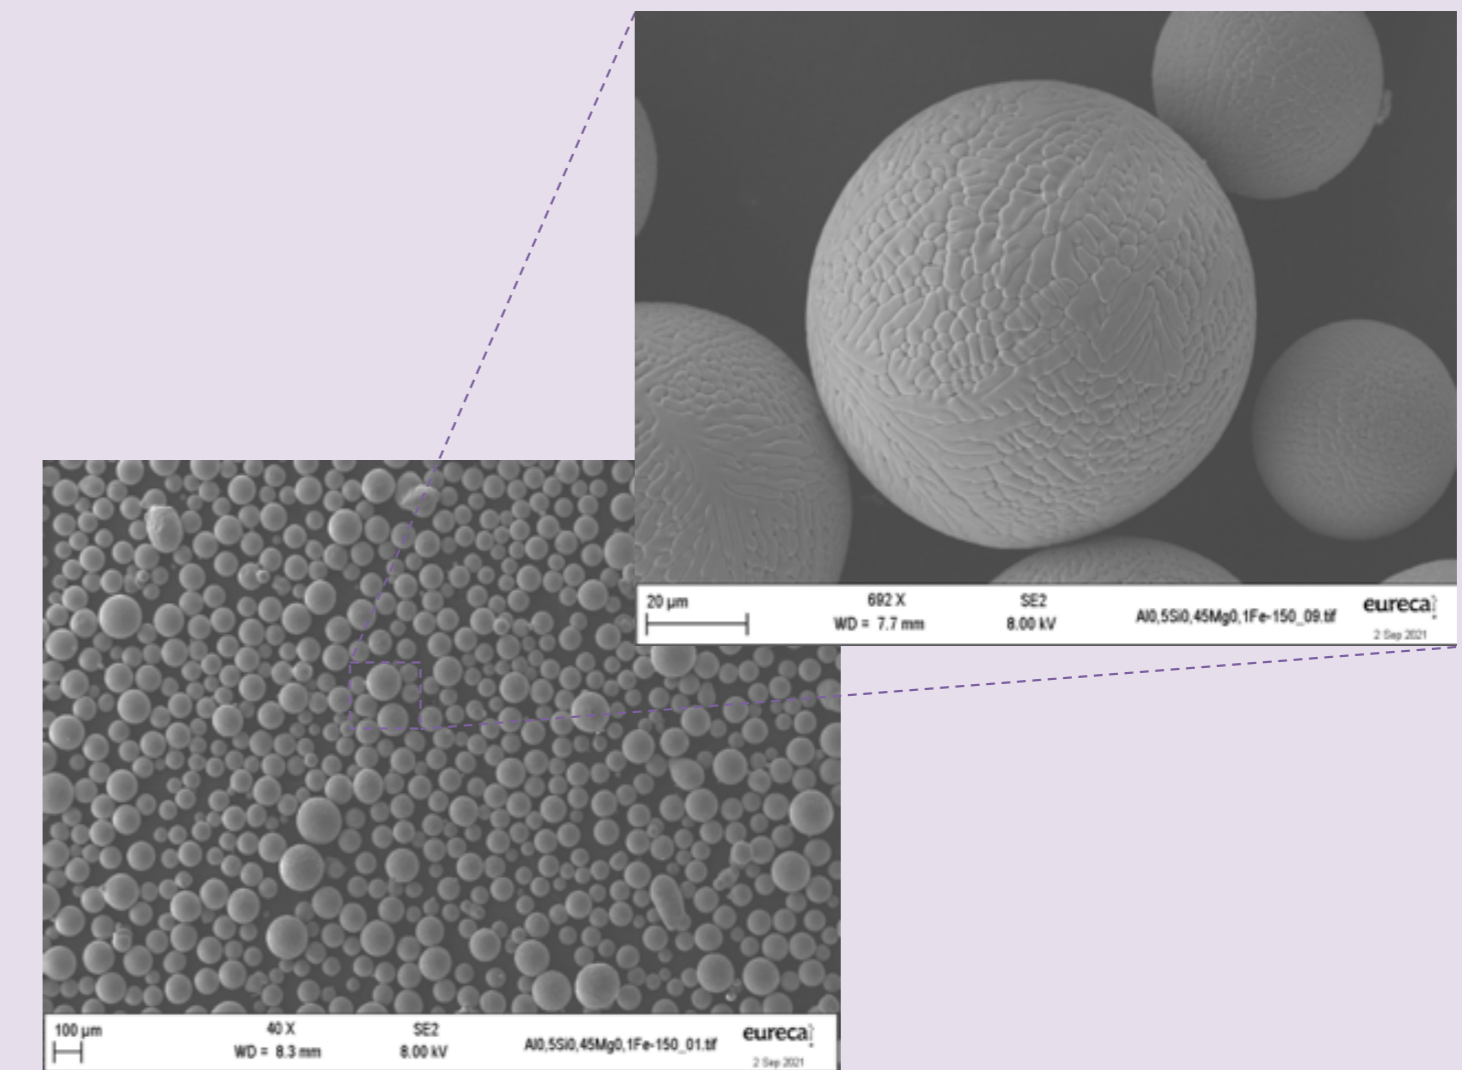 20 µm
692 X
SE2
WD = 7.7 mm
8.00 kV
Al0,5Si0,45Mg0,1Fe-150_09.tif
eureca
2 Sep 2021
100 µm
40 X
SE2
WD = 8.3 mm
8.00 kV
Al0,5Si0,45Mg0,1Fe-150_01.tif
eureca
2 Sep 2021